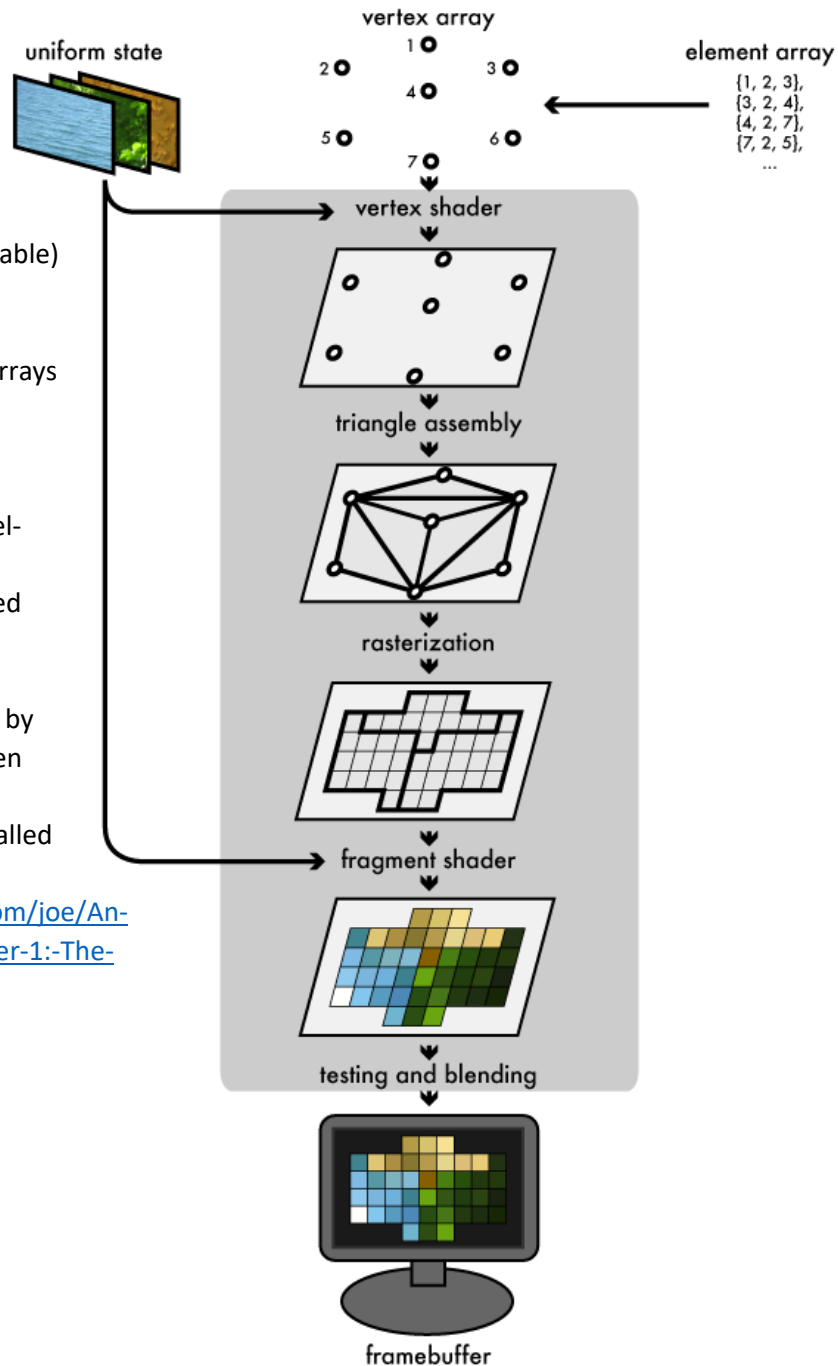 vertex array
uniform state
element array
1
2
3
4
5
6
7
{1, 2, 3},
{3, 2, 4},
{4, 2, 7},
{7, 2, 5},
...
vertex shader
able)
rrays
triangle assembly
el-
ed
rasterization
by
en
alled
fragment shader
om/joe/An-
er-1:-The-
testing and blending
framebuffer